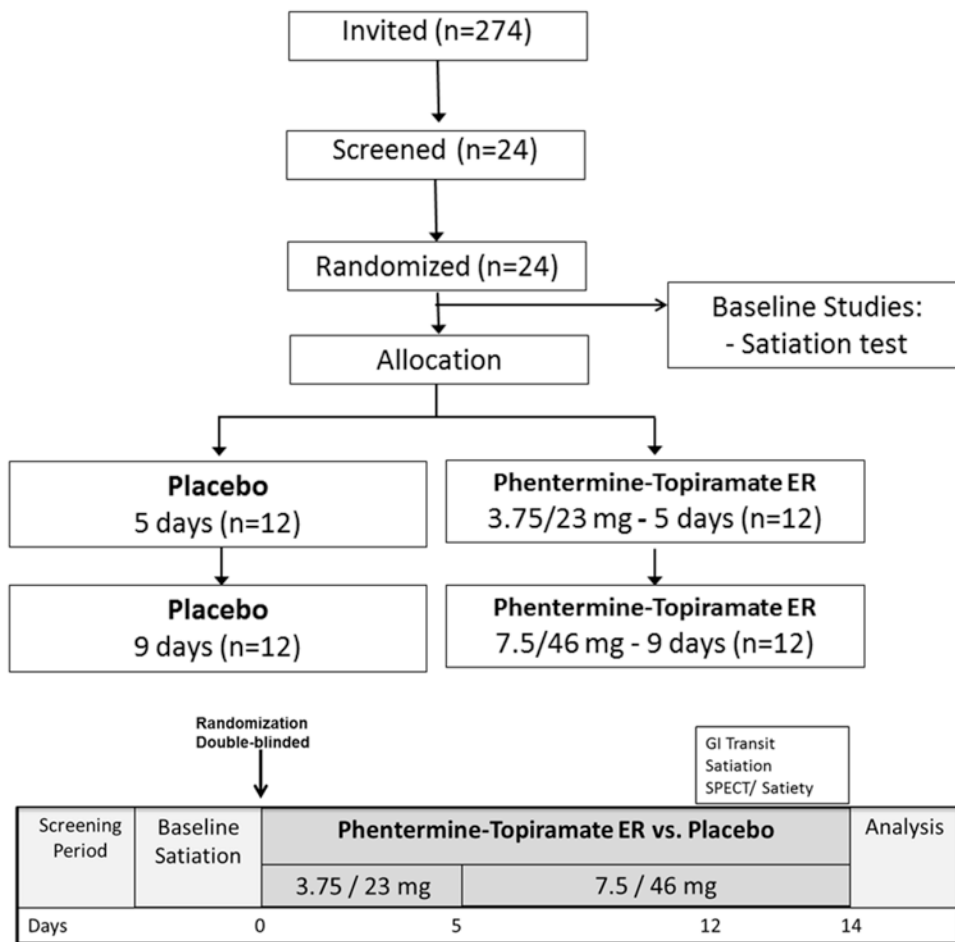 Invited (n=274)
Screened (n=24)
Randomized (n=24)
Baseline Studies:
- Satiation test
Allocation
Placebo
5 days (n=12)
Phentermine-Topiramate ER
3.75/23 mg - 5 days (n=12)
Placebo
9 days (n=12)
Phentermine-Topiramate ER
7.5/46 mg - 9 days (n=12)
Randomization
Double-blinded
GI Transit
Satiation
SPECT/ Satiety
Screening
Period
Baseline
Satiation
Phentermine-Topiramate ER vs. Placebo
Analysis
3.75 / 23 mg
7.5 / 46 mg
Days 0 5 12 14